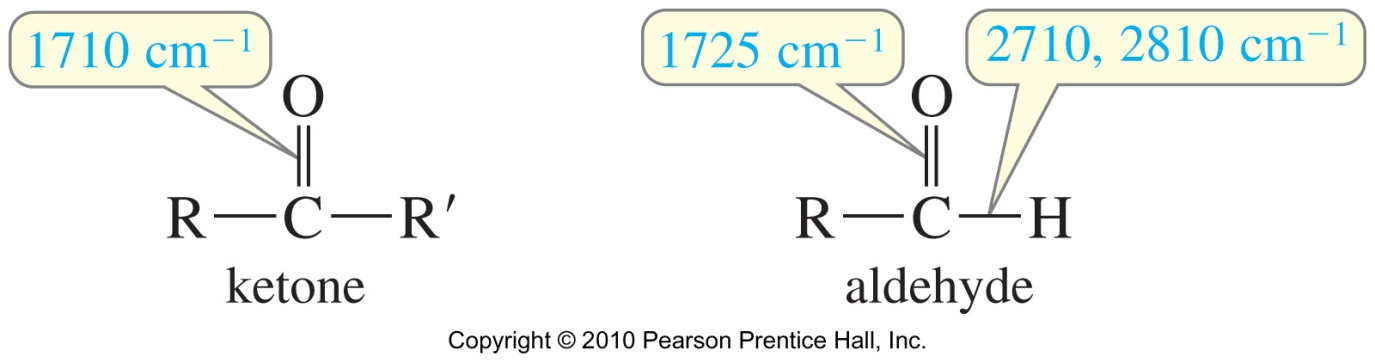 1710 cm⁻¹
1725 cm⁻¹
2710, 2810 cm⁻¹
O
O
R—C—R′
R—C—H
ketone
aldehyde
Copyright © 2010 Pearson Prentice Hall, Inc.